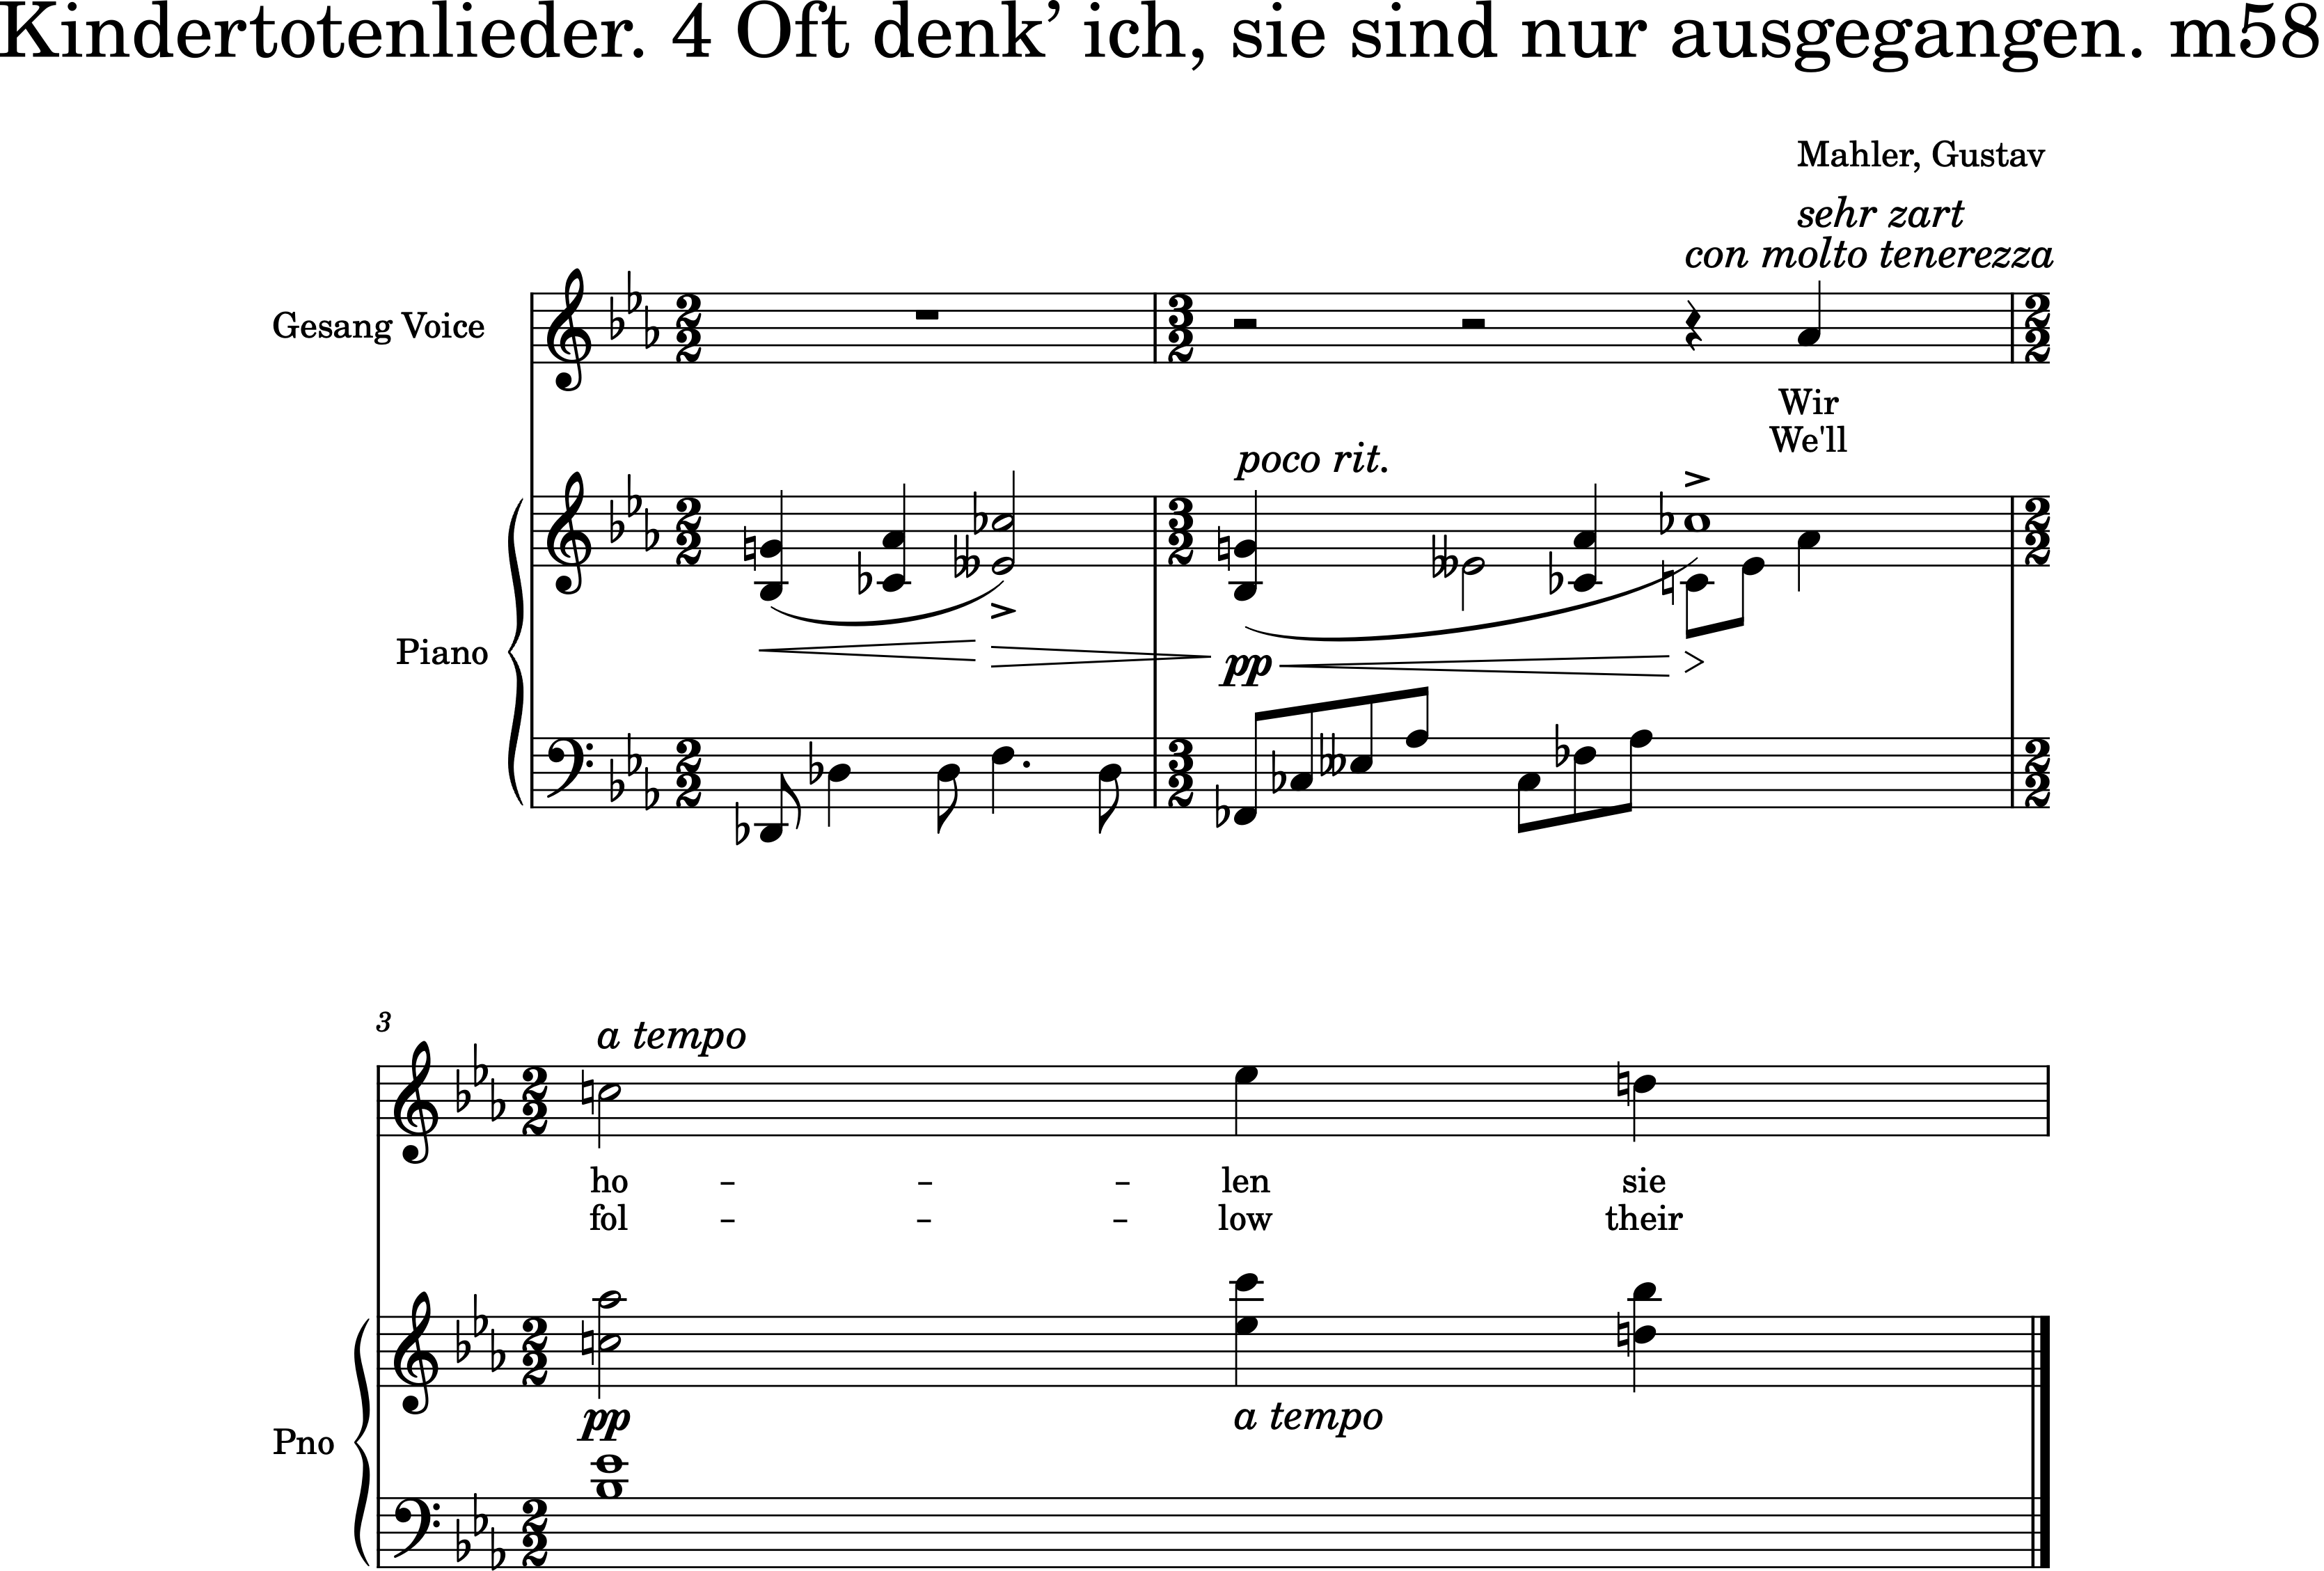 Kindertotenlieder. 4 Oft denk’ ich, sie sind nur ausgegangen. m58
Mahler, Gustav
sehr zart
con molto tenerezza
Gesang Voice
Wir
We'll
poco rit.
Piano
pp
3
a tempo
ho - - - len sie
fol - - - low their
pp
a tempo
Pno